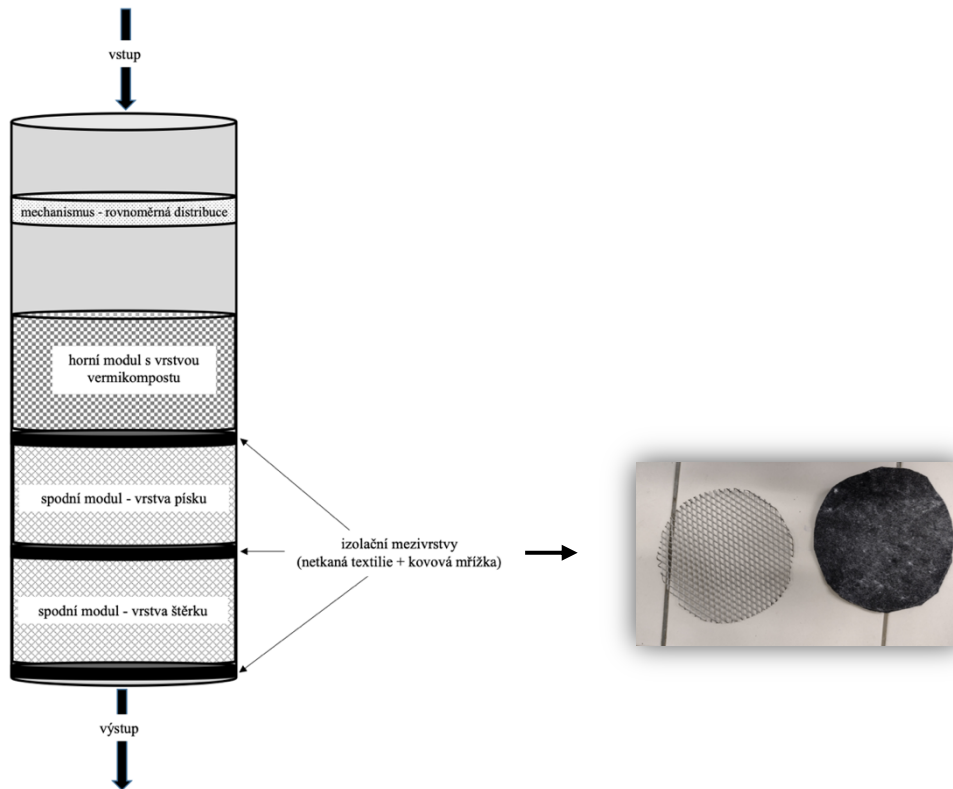 vstup
mechanismus - rovnoměrná distribuce
horní modul s vrstvou
vermikompostu
spodní modul - vrstva písku
izolační mezivrstvy
(netkaná textilie + kovová mřížka)
spodní modul - vrstva štěrku
výstup